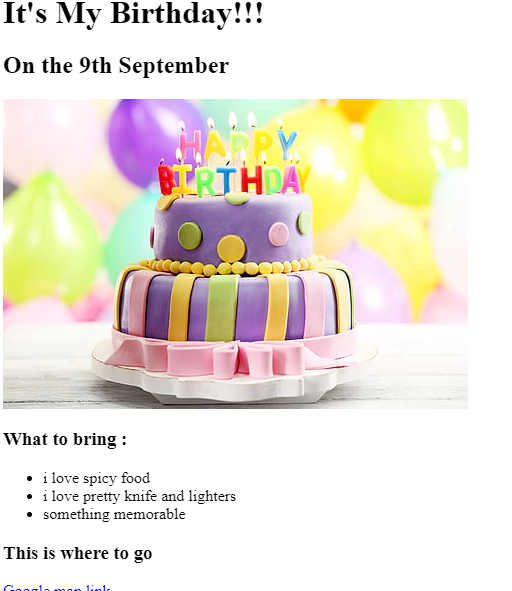 It's My Birthday!!!
On the 9th September
HAPPY
BIRTHDAY
What to bring :
i love spicy food
i love pretty knife and lighters
something memorable
This is where to go
Google map link